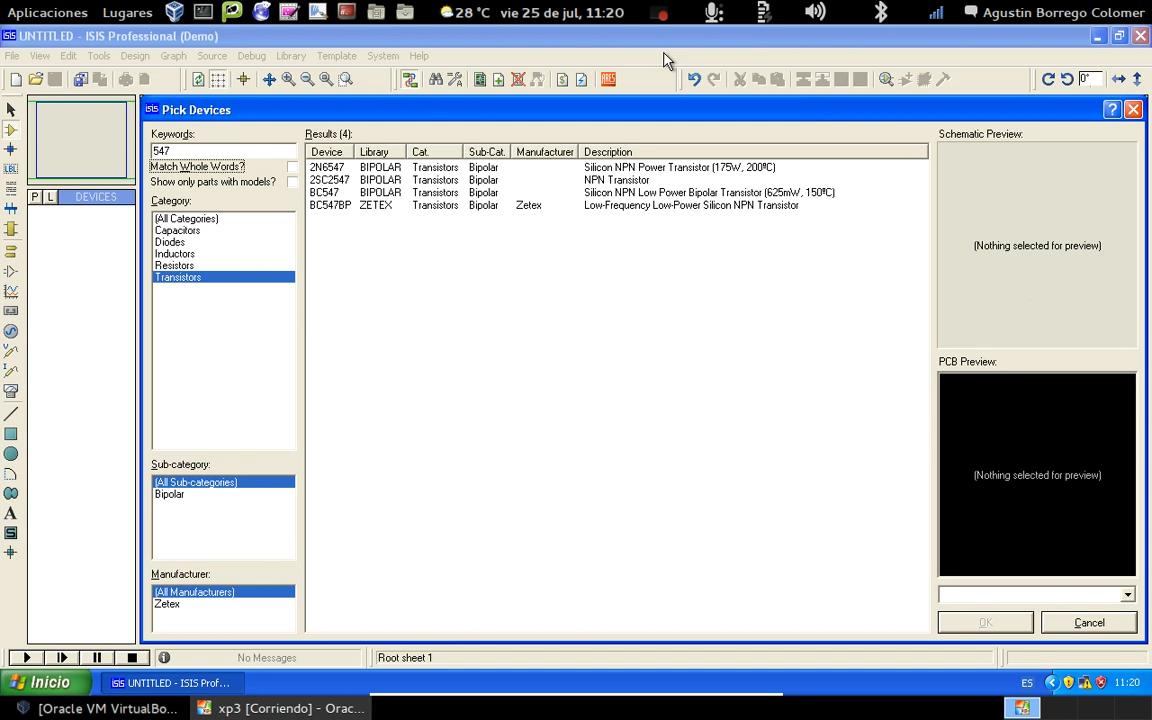 Aplicaciones Lugares 28 °C vie 25 de jul, 11:20 Agustin Borrego Colomer
UNTITLED - ISIS Professional (Demo)
File View Edit Tools Design Graph Source Debug Library Template System Help
ARES
0°
Pick Devices
Keywords:
547
Match Whole Words?
Show only parts with models?
Category:
(All Categories)
Capacitors
Diodes
Inductors
Resistors
Transistors
Sub-category:
(All Sub-categories)
Bipolar
Manufacturer:
(All Manufacturers)
Zetex
Results (4):
Device Library Cat. Sub-Cat. Manufacturer Description
2N6547 BIPOLAR Transistors Bipolar Silicon NPN Power Transistor (175W, 200ºC)
2SC2547 BIPOLAR Transistors Bipolar NPN Transistor
BC547 BIPOLAR Transistors Bipolar Silicon NPN Low Power Bipolar Transistor (625mW, 150ºC)
BC547BP ZETEX Transistors Bipolar Zetex Low-Frequency Low-Power Silicon NPN Transistor
Schematic Preview:
(Nothing selected for preview)
PCB Preview:
(Nothing selected for preview)
OK Cancel
P L DEVICES
LBL
A
S
No Messages Root sheet 1
Inicio UNTITLED - ISIS Prof... ES 11:20
[Oracle VM VirtualBo... xp3 [Corriendo] - Orac...